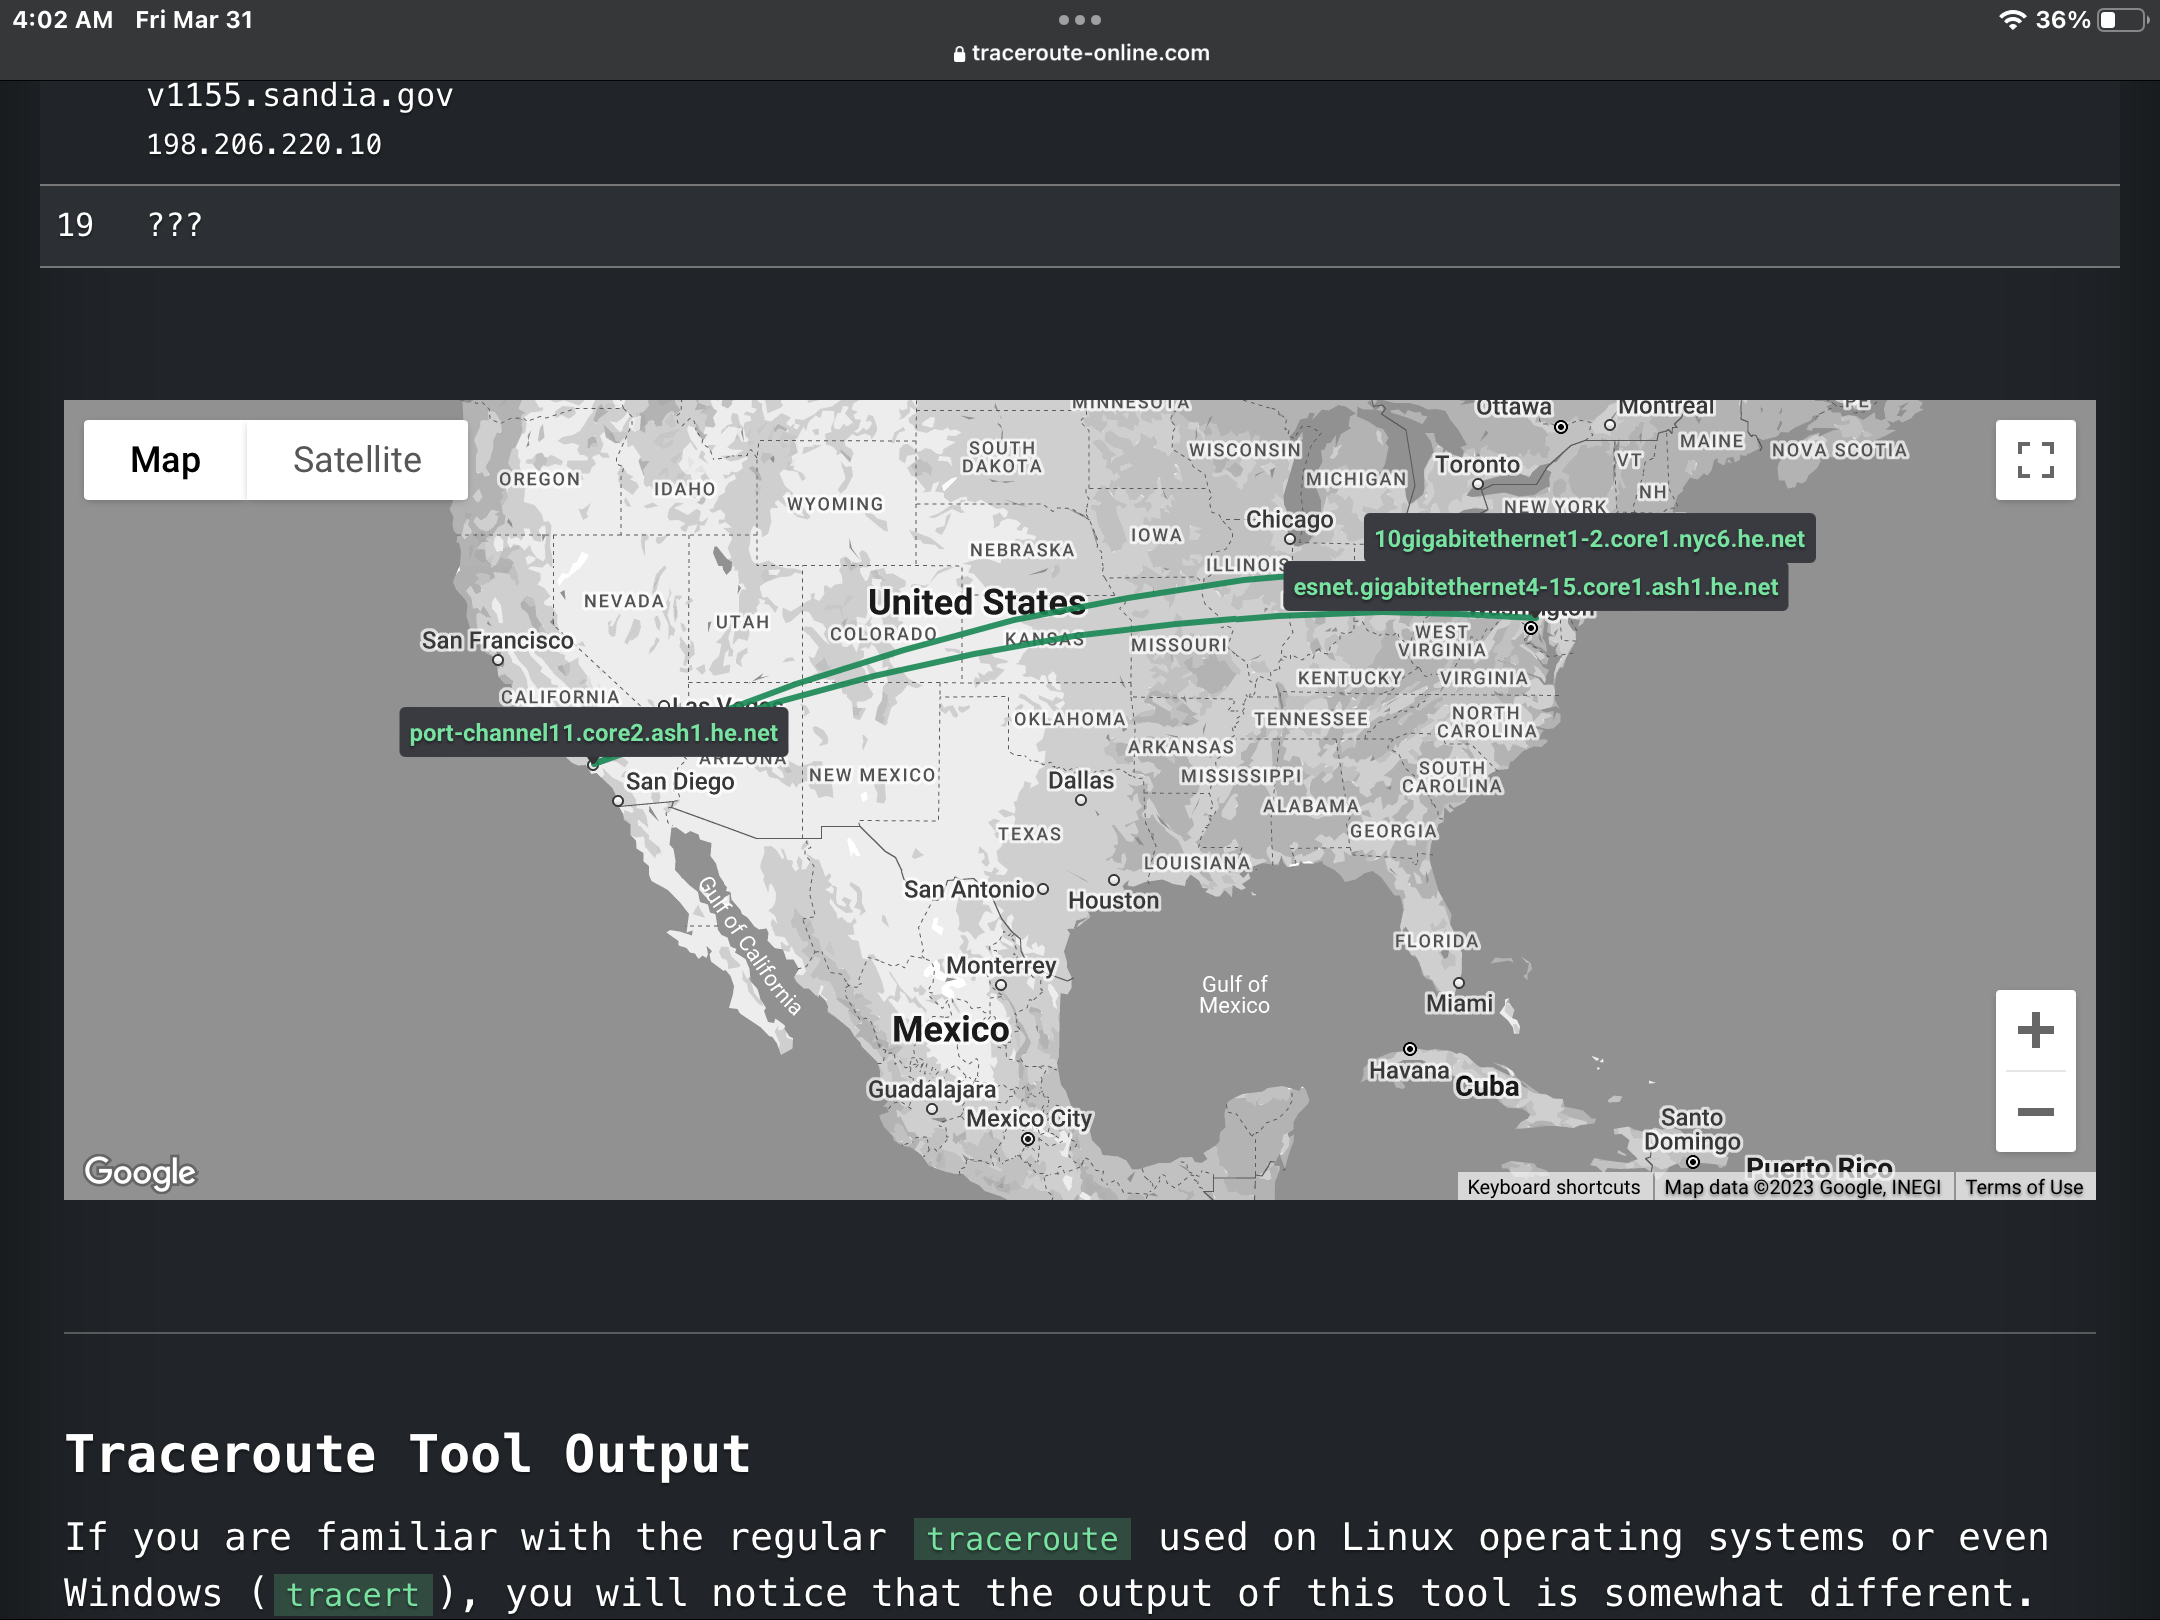 4:02 AM Fri Mar 31
36%
traceroute-online.com
v1155.sandia.gov
198.206.220.10
19 ???
Map Satellite
MINNESOTA
Ottawa
Montreal
PE
MAINE
NOVA SCOTIA
SOUTH
DAKOTA
WISCONSIN
VT
Toronto
OREGON
IDAHO
MICHIGAN
NH
WYOMING
NEW YORK
Chicago
10gigabitethernet1-2.core1.nyc6.he.net
IOWA
NEBRASKA
ILLINOIS
esnet.gigabitethernet4-15.core1.ash1.he.net
United States
NEVADA
UTAH
COLORADO
KANSAS
MISSOURI
WEST
VIRGINIA
San Francisco
KENTUCKY
VIRGINIA
CALIFORNIA
Las Vegas
port-channel11.core2.ash1.he.net
OKLAHOMA
TENNESSEE
NORTH
CAROLINA
ARKANSAS
ARIZONA
NEW MEXICO
San Diego
Dallas
MISSISSIPPI
SOUTH
CAROLINA
ALABAMA
TEXAS
GEORGIA
LOUISIANA
San Antonio
Houston
Gulf of California
FLORIDA
Monterrey
Gulf of
Mexico
Miami
Mexico
Havana
Cuba
Guadalajara
Mexico City
Santo
Domingo
Puerto Rico
Google
Keyboard shortcuts Map data ©2023 Google, INEGI Terms of Use
Traceroute Tool Output
If you are familiar with the regular traceroute used on Linux operating systems or even
Windows ( tracert ), you will notice that the output of this tool is somewhat different.